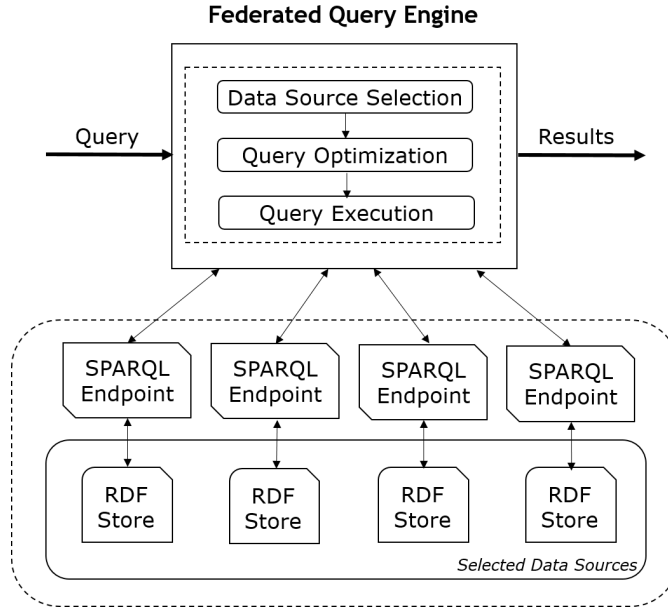 Federated Query Engine
Data Source Selection
Query
Query Optimization
Results
Query Execution
SPARQL
Endpoint
SPARQL
Endpoint
SPARQL
Endpoint
SPARQL
Endpoint
RDF
Store
RDF
Store
RDF
Store
RDF
Store
Selected Data Sources